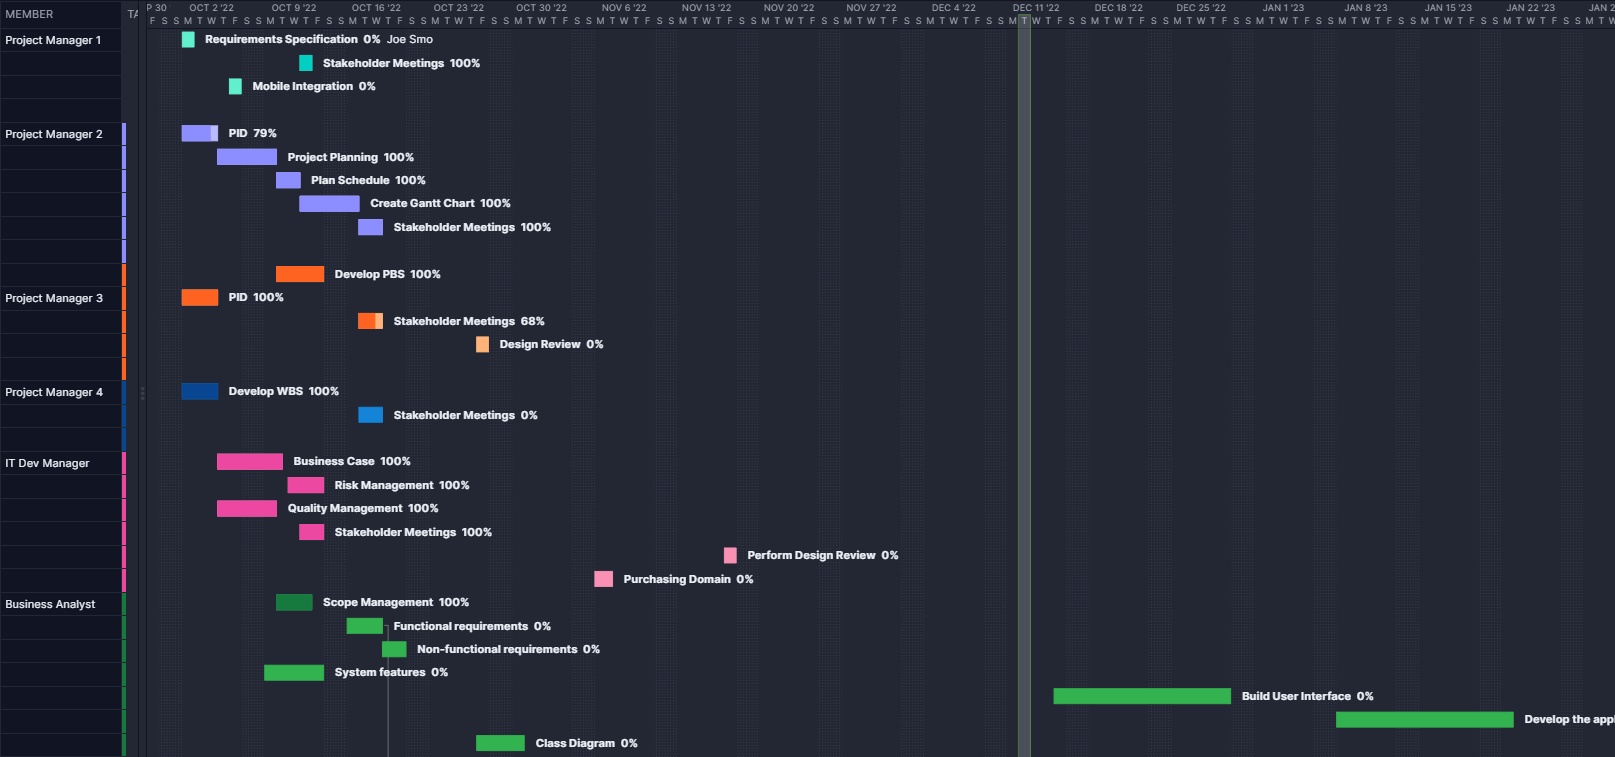 MEMBER TA P 30 OCT 2 '22 OCT 9 '22 OCT 16 '22 OCT 23 '22 OCT 30 '22 NOV 6 '22 NOV 13 '22 NOV 20 '22 NOV 27 '22 DEC 4 '22 DEC 11 '22 DEC 18 '22 DEC 25 '22 JAN 1 '23 JAN 8 '23 JAN 15 '23 JAN 22 '23 JAN 2
F S S M T W T F S S M T W T F S S M T W T F S S M T W T F S S M T W T F S S M T W T F S S M T W T F S S M T W T F S S M T W T F S S M T W T F S S M T W T F S S M T W T F S S M T W T F S S M T W T F S S M T W T F S S M T W T F S S M T W T F S S M T W
Project Manager 1 Requirements Specification 0% Joe Smo
Stakeholder Meetings 100%
Mobile Integration 0%
Project Manager 2 PID 79%
Project Planning 100%
Plan Schedule 100%
Create Gantt Chart 100%
Stakeholder Meetings 100%
Develop PBS 100%
Project Manager 3 PID 100%
Stakeholder Meetings 68%
Design Review 0%
Project Manager 4 Develop WBS 100%
Stakeholder Meetings 0%
IT Dev Manager Business Case 100%
Risk Management 100%
Quality Management 100%
Stakeholder Meetings 100%
Perform Design Review 0%
Purchasing Domain 0%
Business Analyst Scope Management 100%
Functional requirements 0%
Non-functional requirements 0%
System features 0%
Build User Interface 0%
Develop the appl
Class Diagram 0%